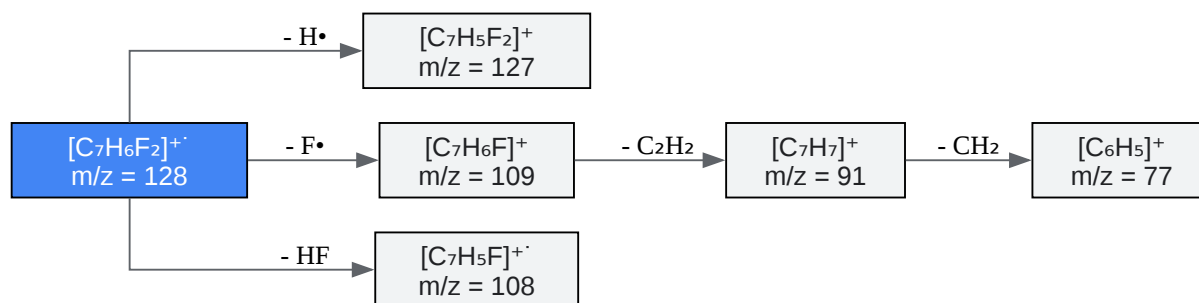 - H•
[C₇H₅F₂]⁺
m/z = 127
[C₇H₆F₂]⁺˙
m/z = 128
- F•
[C₇H₆F]⁺
m/z = 109
- C₂H₂
[C₇H₇]⁺
m/z = 91
- CH₂
[C₆H₅]⁺
m/z = 77
- HF
[C₇H₅F]⁺˙
m/z = 108